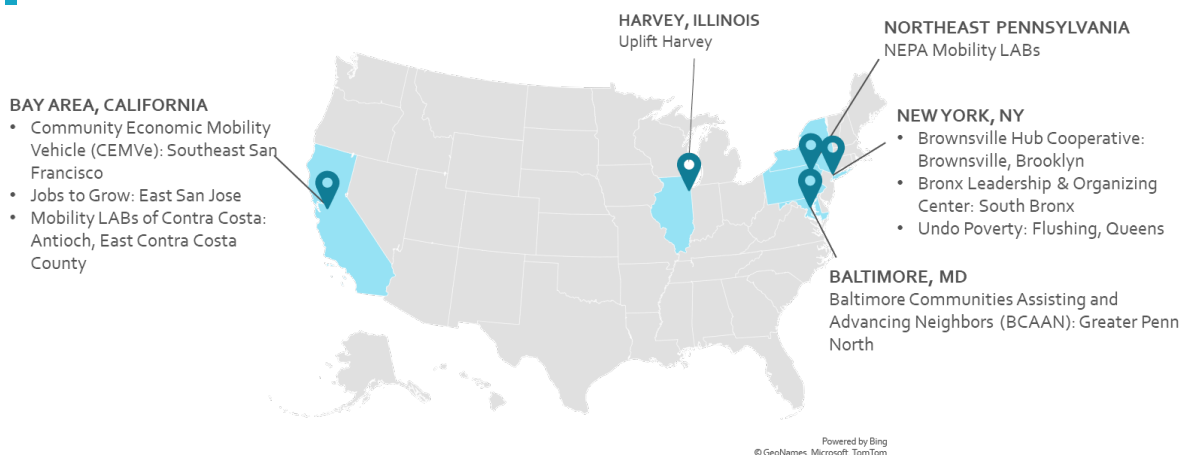 HARVEY, ILLINOIS
Uplift Harvey
NORTHEAST PENNSYLVANIA
NEPA Mobility LABs
BAY AREA, CALIFORNIA
• Community Economic Mobility
Vehicle (CEMVe): Southeast San
Francisco
• Jobs to Grow: East San Jose
• Mobility LABs of Contra Costa:
Antioch, East Contra Costa
County
NEW YORK, NY
• Brownsville Hub Cooperative:
Brownsville, Brooklyn
• Bronx Leadership & Organizing
Center: South Bronx
• Undo Poverty: Flushing, Queens
BALTIMORE, MD
Baltimore Communities Assisting and
Advancing Neighbors (BCAAN): Greater Penn
North
Powered by Bing
© GeoNames, Microsoft, TomTom